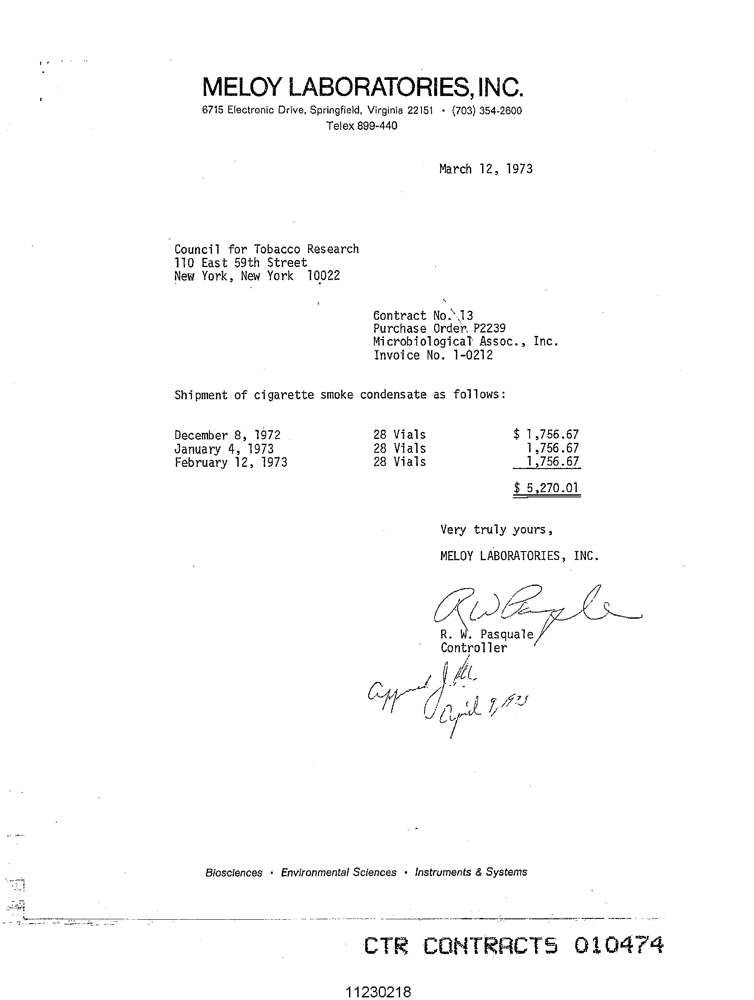 MELOY LABORATORIES, INC.
6715 Electronic Drive, Springfield, Virginia 22151 • (703) 354-2600
Telex 899-440
March 12, 1973
Council for Tobacco Research
110 East 59th Street
New York, New York 10022
Contract No. 13
Purchase Order P2239
Microbiological Assoc., Inc.
Invoice No. 1-0212
Shipment of cigarette smoke condensate as follows:
December 8, 1972 28 Vials $ 1,756.67
January 4, 1973 28 Vials 1,756.67
February 12, 1973 28 Vials 1,756.67
$ 5,270.01
Very truly yours,
MELOY LABORATORIES, INC.
R. W. Pasquale
Controller
Approved
April 9, 1973
Biosciences • Environmental Sciences • Instruments & Systems
CTR CONTRACTS 010474
11230218